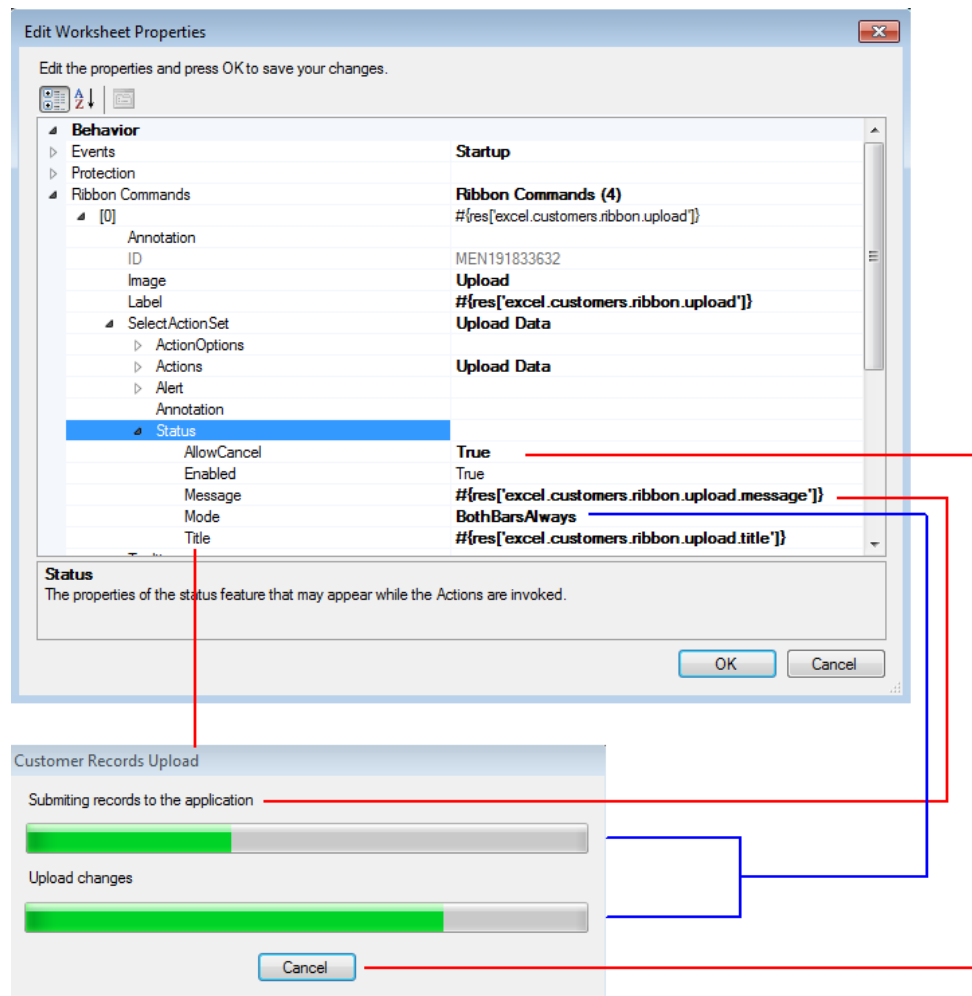 Edit Worksheet Properties
Edit the properties and press OK to save your changes.
Behavior
Events Startup
Protection
Ribbon Commands Ribbon Commands (4)
[0] #{res['excel.customers.ribbon.upload']}
Annotation
ID MEN191833632
Image Upload
Label #{res['excel.customers.ribbon.upload']}
SelectActionSet Upload Data
ActionOptions
Actions Upload Data
Alert
Annotation
Status
AllowCancel True
Enabled True
Message #{res['excel.customers.ribbon.upload.message']}
Mode BothBarsAlways
Title #{res['excel.customers.ribbon.upload.title']}
Status
The properties of the status feature that may appear while the Actions are invoked.
OK Cancel
Customer Records Upload
Submiting records to the application
Upload changes
Cancel